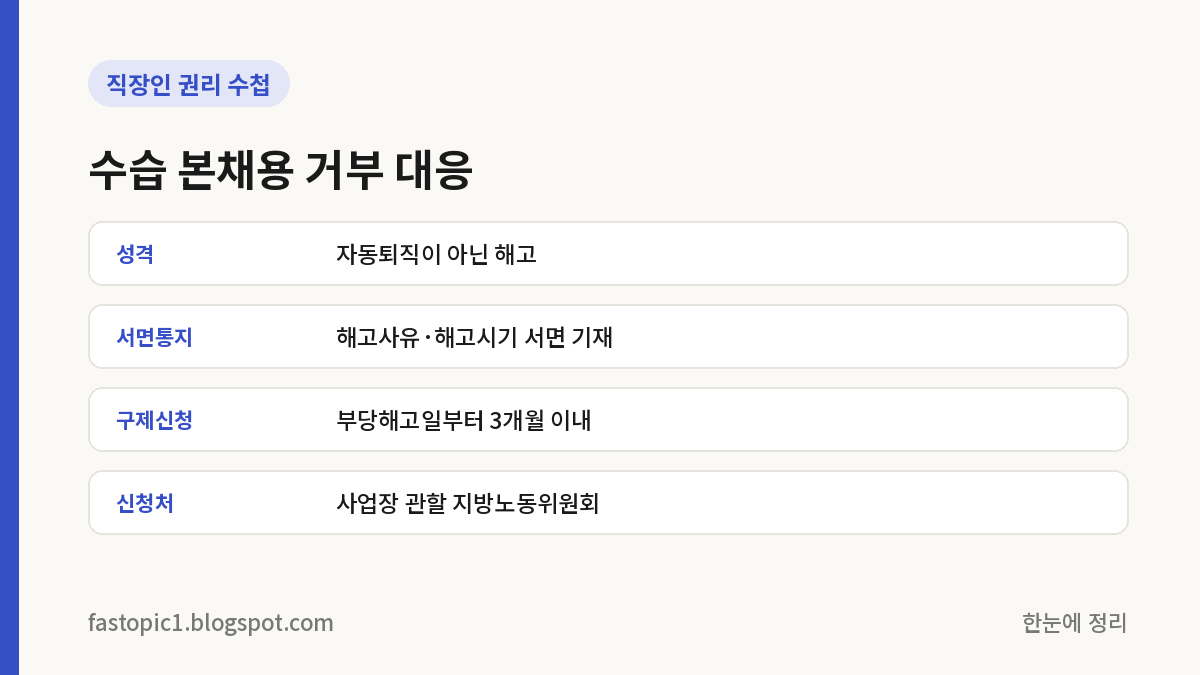 직장인 권리 수첩
수습 본채용 거부 대응
성격 자동퇴직이 아닌 해고
서면통지 해고사유·해고시기 서면 기재
구제신청 부당해고일부터 3개월 이내
신청처 사업장 관할 지방노동위원회
fastopic1.blogspot.com 한눈에 정리